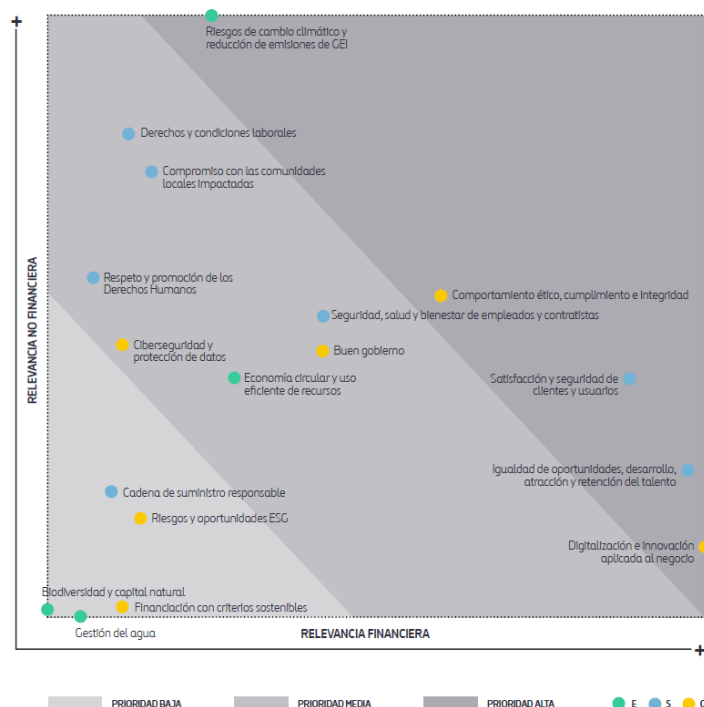 +
Riesgos de cambio climático y
reducción de emisiones de GEI
Derechos y condiciones laborales
Compromiso con las comunidades
locales impactadas
Respeto y promoción de los
Derechos Humanos
Comportamiento ético, cumplimiento e integridad
Seguridad, salud y bienestar de empleados y contratistas
Ciberseguridad y
protección de datos
Buen gobierno
Economía circular y uso
eficiente de recursos
Satisfacción y seguridad de
clientes y usuarios
Igualdad de oportunidades, desarrollo,
atracción y retención del talento
Cadena de suministro responsable
Riesgos y oportunidades ESG
Digitalización e innovación
aplicada al negocio
Biodiversidad y capital natural
Financiación con criterios sostenibles
Gestión del agua
RELEVANCIA NO FINANCIERA
RELEVANCIA FINANCIERA
+
PRIORIDAD BAJA
PRIORIDAD MEDIA
PRIORIDAD ALTA
E
S